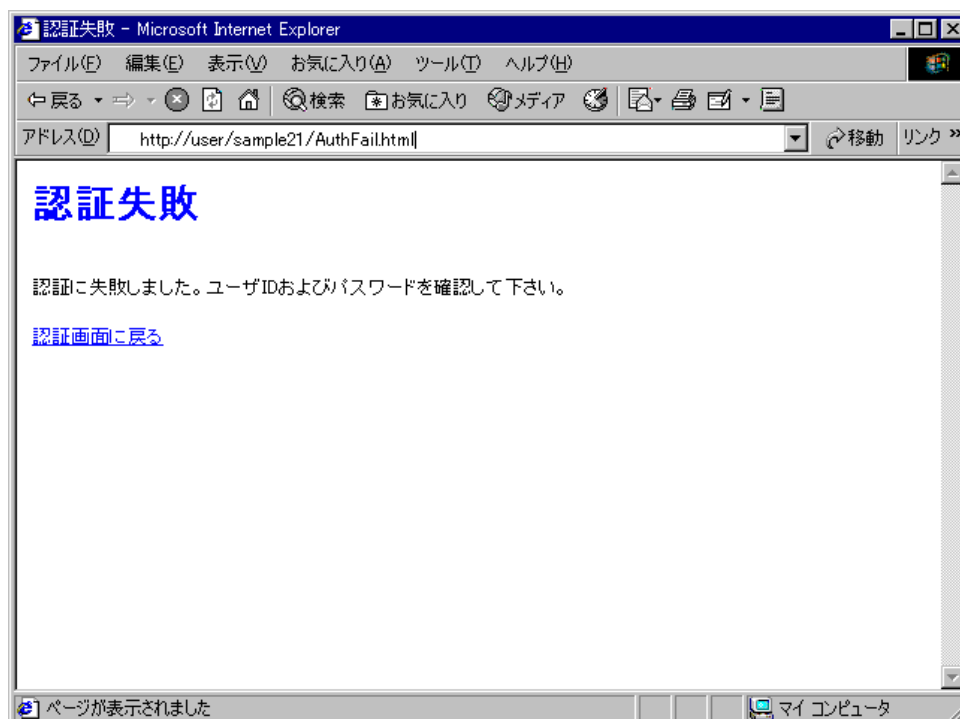 認証失敗 - Microsoft Internet Explorer
ファイル(F) 編集(E) 表示(V) お気に入り(A) ツール(T) ヘルプ(H)
戻る 検索 お気に入り メディア
アドレス(D) http://user/sample21/AuthFail.html 移動 リンク »
認証失敗
認証に失敗しました。ユーザIDおよびパスワードを確認して下さい。
認証画面に戻る
ページが表示されました マイ コンピュータ